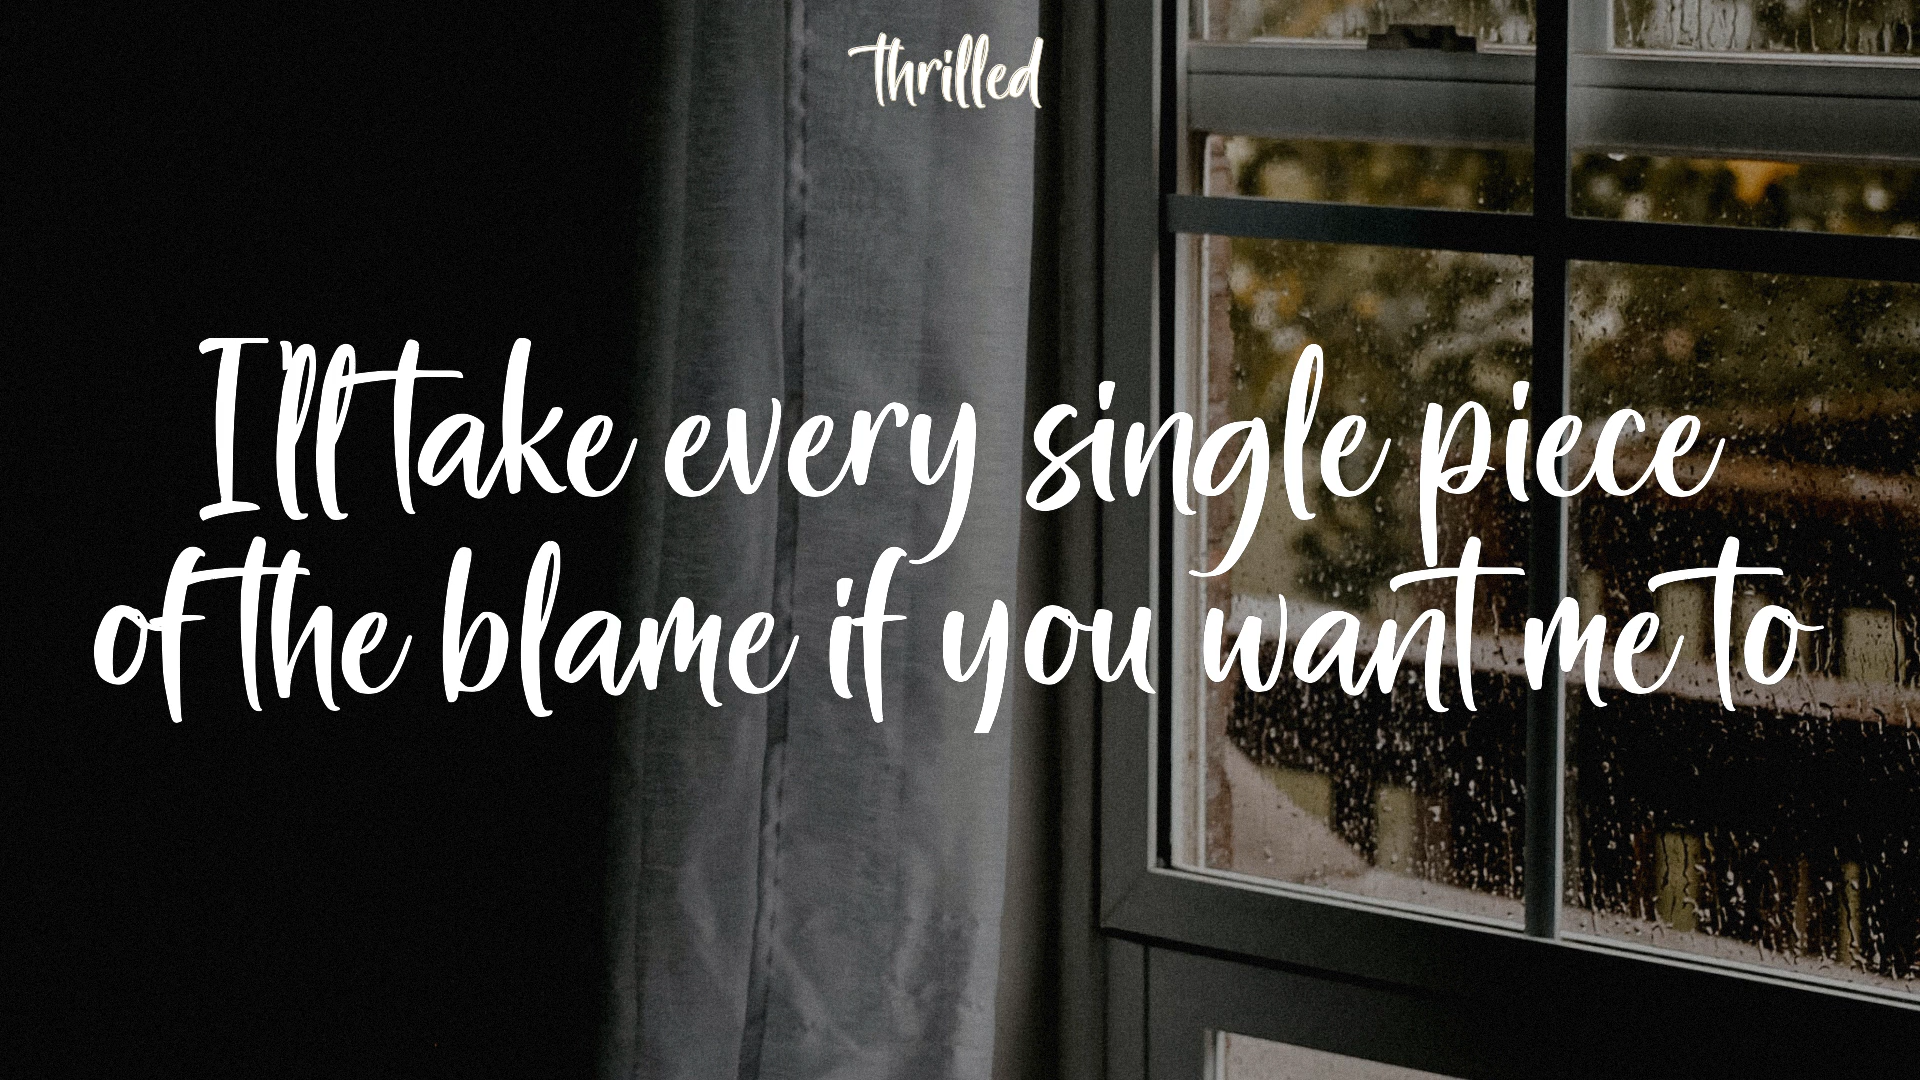 thrilled
I'll take every single piece
of the blame if you want me to